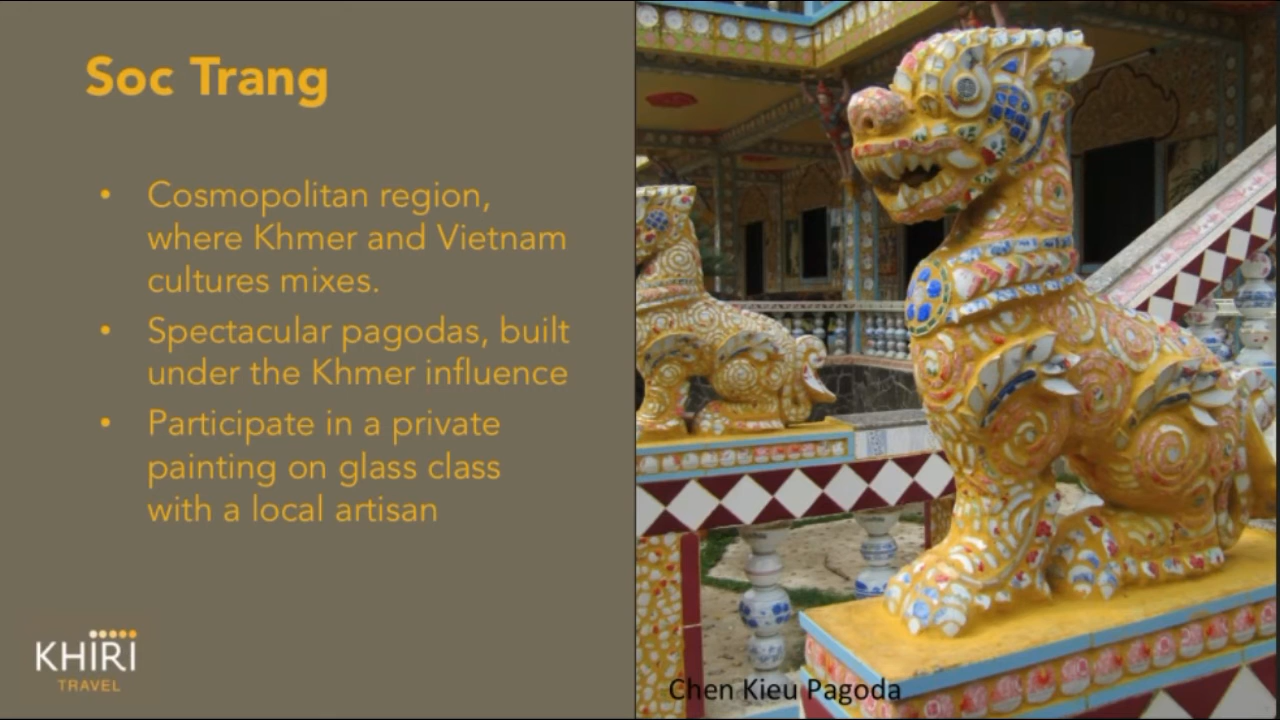 Soc Trang
• Cosmopolitan region,
where Khmer and Vietnam
cultures mixes.
• Spectacular pagodas, built
under the Khmer influence
• Participate in a private
painting on glass class
with a local artisan
KHIRI
TRAVEL
Chen Kieu Pagoda